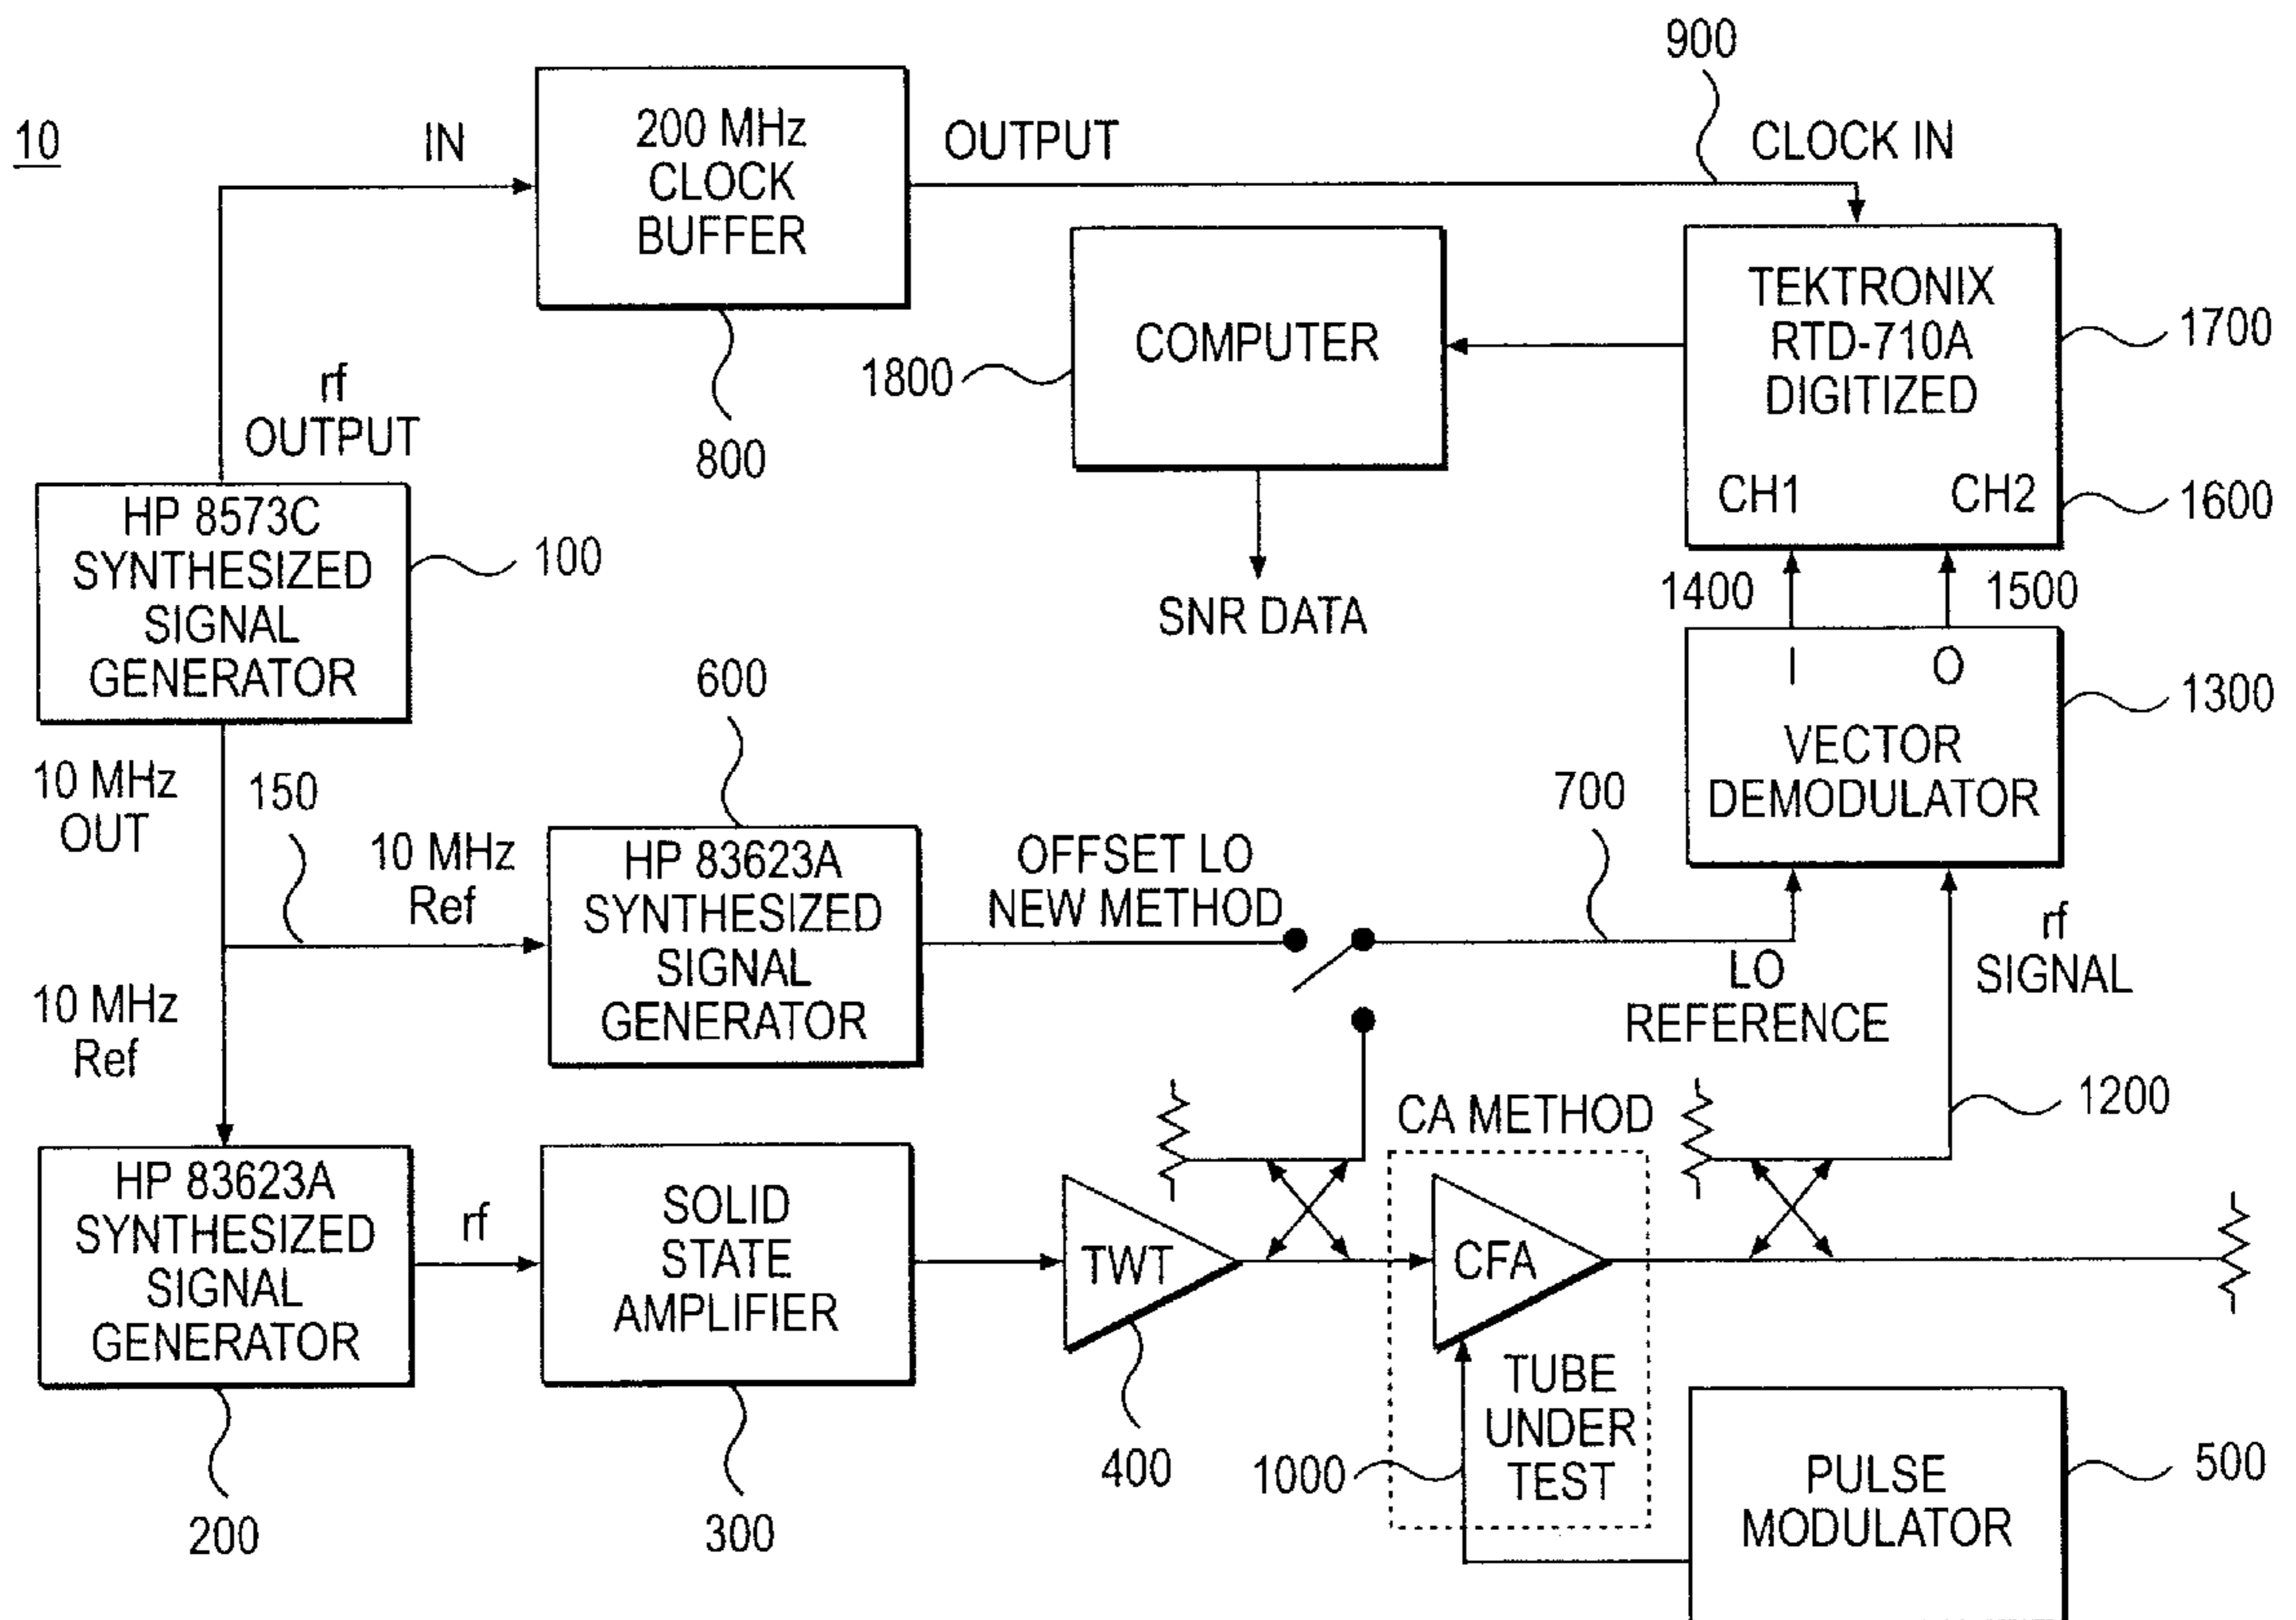 10
IN
200 MHz
CLOCK
BUFFER
OUTPUT
900
CLOCK IN
800
COMPUTER
1800
SNR DATA
TEKTRONIX
RTD-710A
DIGITIZED
CH1 CH2
1700
1600
rf
OUTPUT
HP 8573C
SYNTHESIZED
SIGNAL
GENERATOR
100
1400
1500
I O
VECTOR
DEMODULATOR
1300
10 MHz
OUT
150
10 MHz
Ref
600
HP 83623A
SYNTHESIZED
SIGNAL
GENERATOR
OFFSET LO
NEW METHOD
700
LO
REFERENCE
rf
SIGNAL
10 MHz
Ref
1200
HP 83623A
SYNTHESIZED
SIGNAL
GENERATOR
200
rf
SOLID
STATE
AMPLIFIER
300
TWT
400
CA METHOD
CFA
TUBE
UNDER
TEST
1000
PULSE
MODULATOR
500